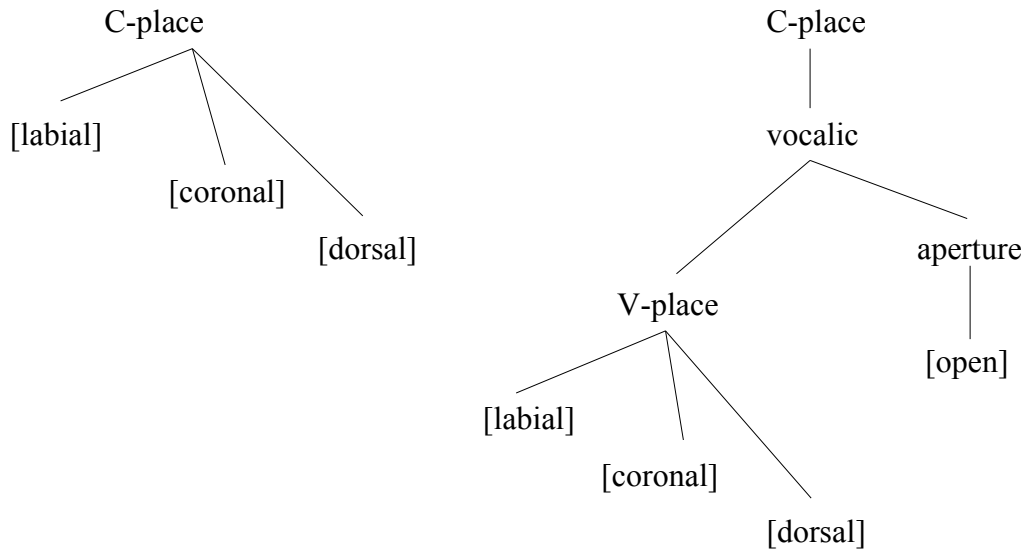 C-place
[labial]
[coronal]
[dorsal]
C-place
vocalic
aperture
V-place
[open]
[labial]
[coronal]
[dorsal]